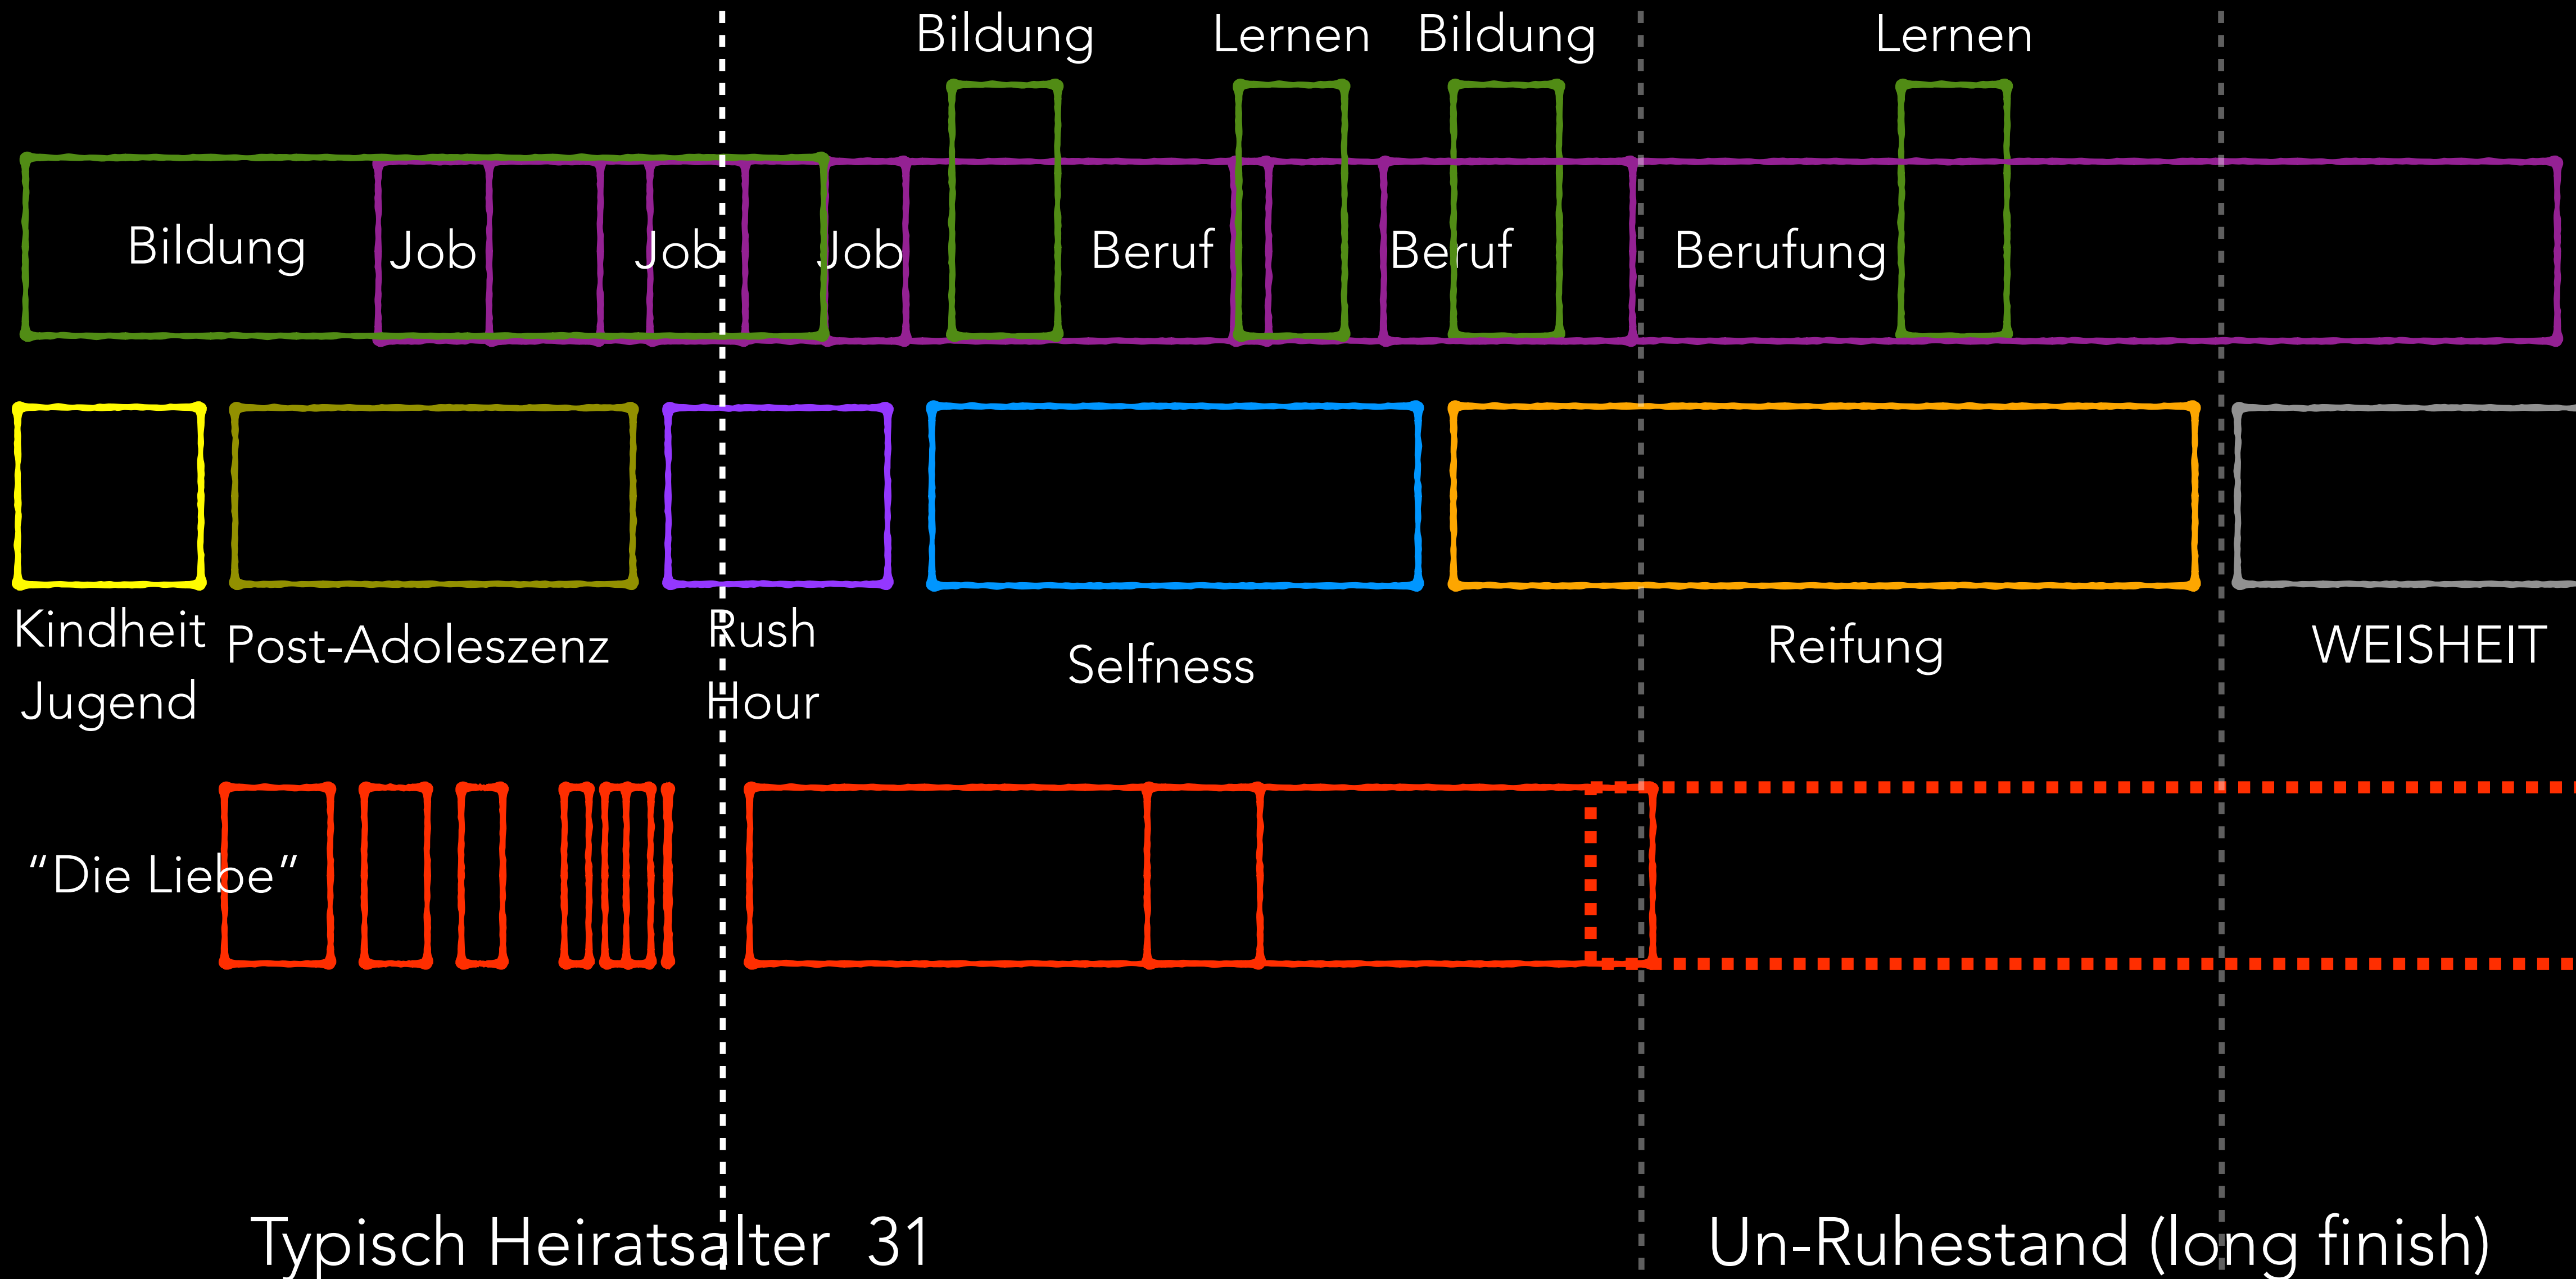 Bildung
Lernen
Bildung
Lernen
Bildung
Job
Job
Job
Beruf
Beruf
Berufung
Kindheit
Jugend
Post-Adoleszenz
Rush
Hour
Selfness
Reifung
WEISHEIT
“Die Liebe”
Typisch Heiratsalter 31
Un-Ruhestand (long finish)